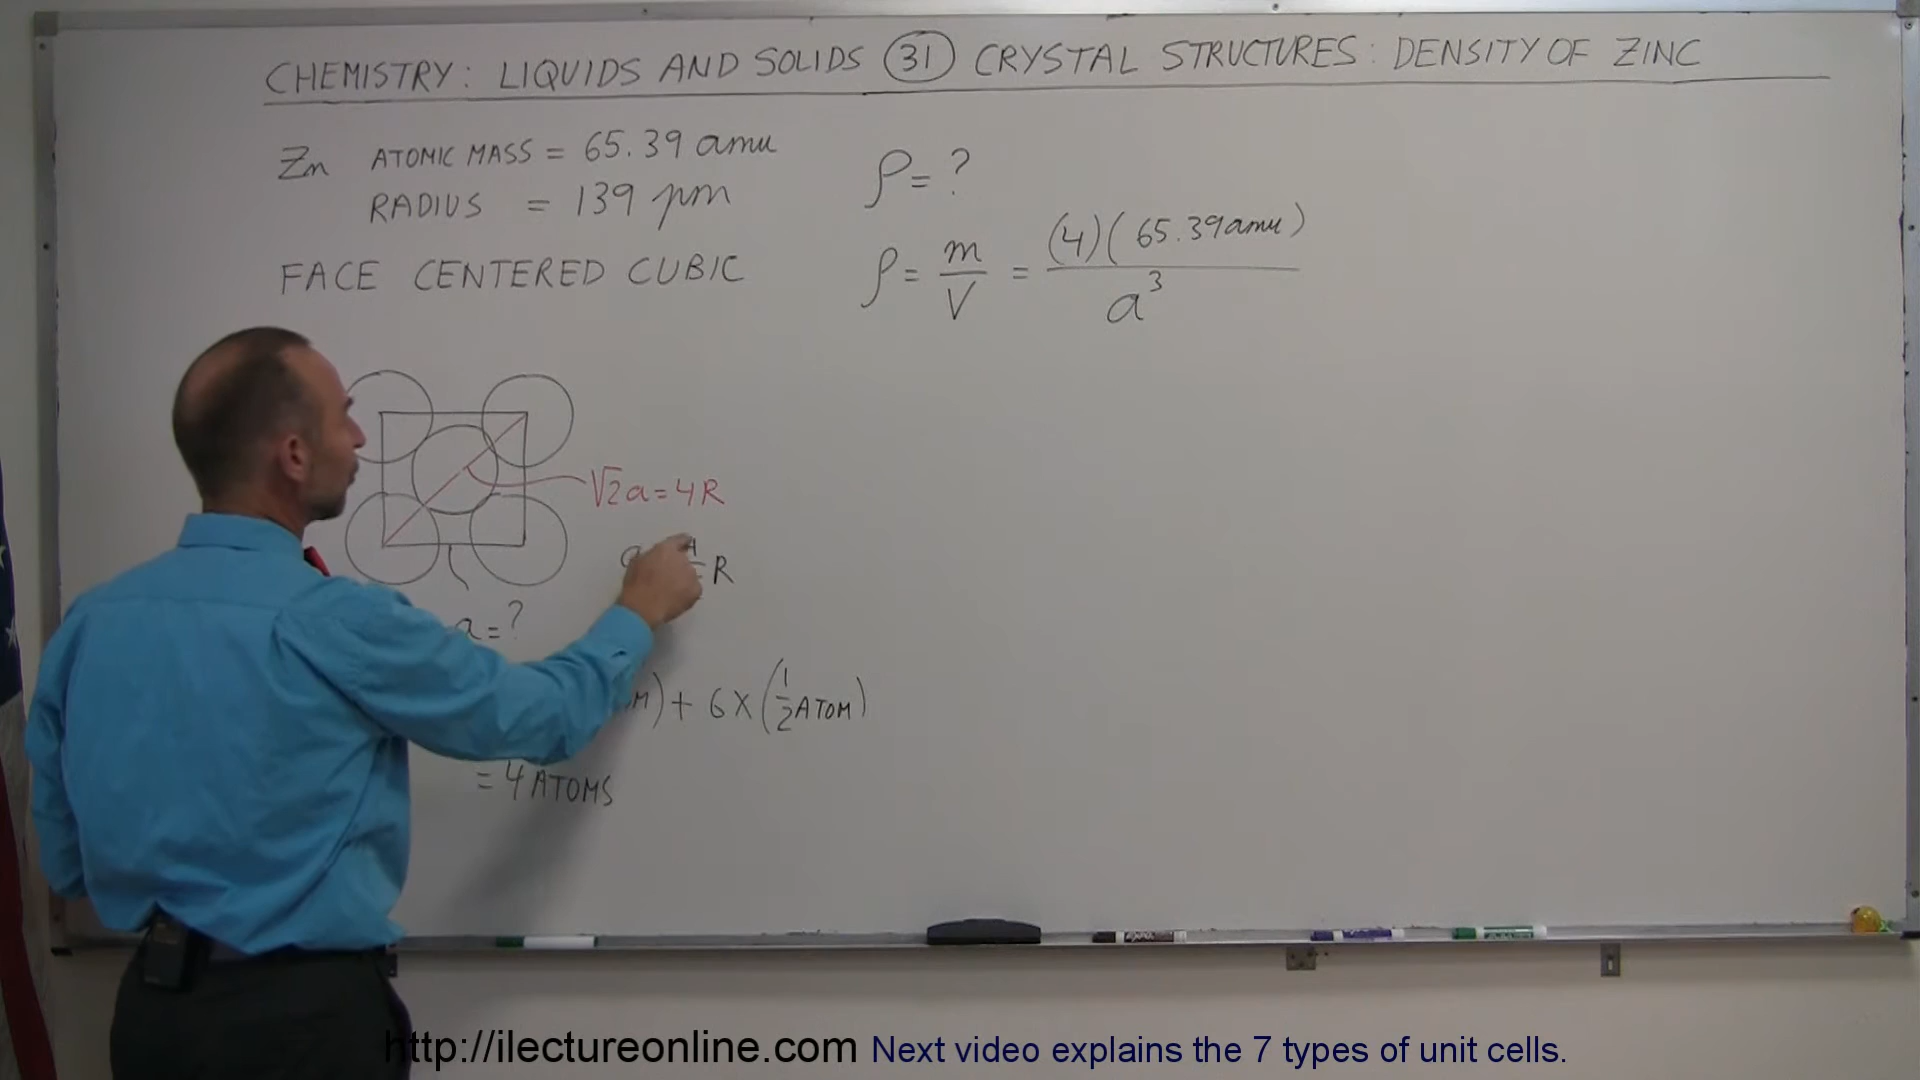 CHEMISTRY: LIQUIDS AND SOLIDS 31 CRYSTAL STRUCTURES: DENSITY OF ZINC
Zn ATOMIC MASS = 65.39 amu
RADIUS = 139 pm
FACE CENTERED CUBIC
ρ = ?
ρ = m/V = (4)(65.39 amu)/a³
√2a = 4R
R
a = ?
) + 6 X (1/2 ATOM)
= 4 ATOMS
http://ilectureonline.com Next video explains the 7 types of unit cells.